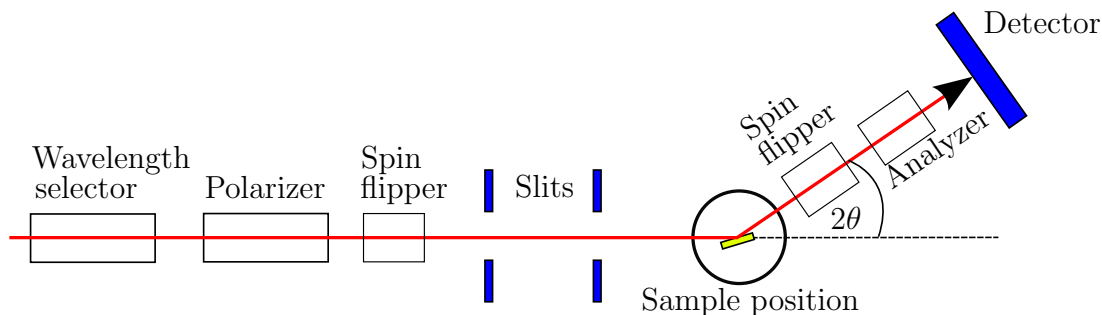 Wavelength
selector
Polarizer
Spin
flipper
Slits
Sample position
2θ
Spin
flipper
Analyzer
Detector